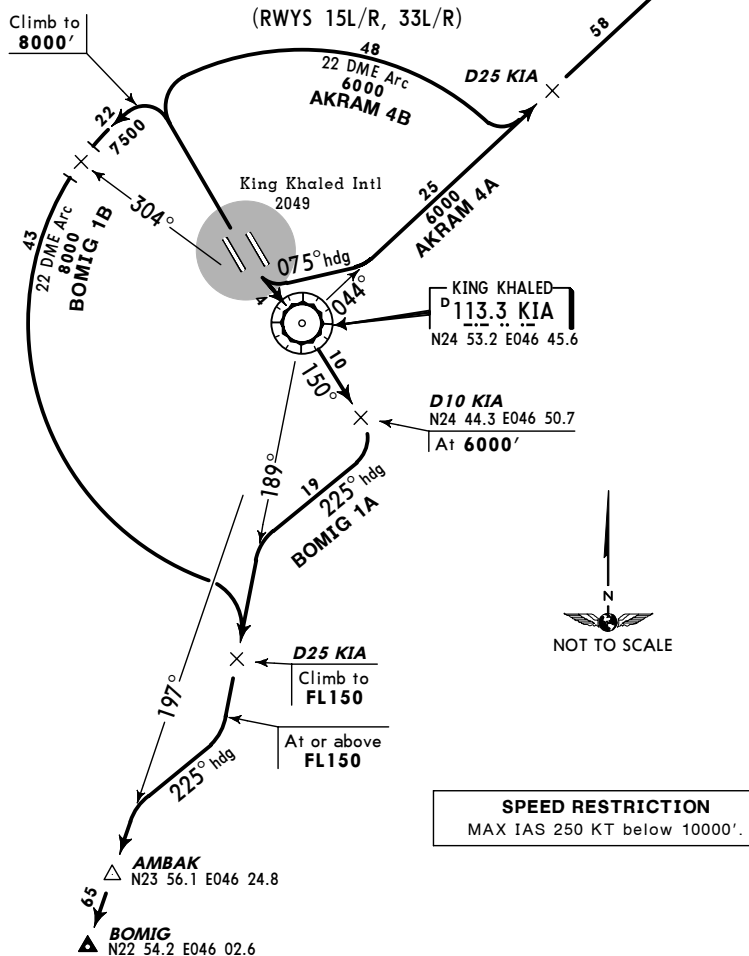 (RWYS 15L/R, 33L/R)
Climb to
8000'
58
48
22 DME Arc
6000
AKRAM 4B
D25 KIA
22
7500
King Khaled Intl
2049
304°
25
6000
AKRAM 4A
43
22 DME Arc
8000
BOMIG 1B
075° hdg
4
044°
KING KHALED
D 113.3 KIA
N24 53.2 E046 45.6
10
150°
D10 KIA
N24 44.3 E046 50.7
At 6000'
189°
19
225° hdg
BOMIG 1A
N
NOT TO SCALE
D25 KIA
Climb to
FL150
197°
At or above
FL150
225° hdg
SPEED RESTRICTION
MAX IAS 250 KT below 10000'.
AMBAK
N23 56.1 E046 24.8
65
BOMIG
N22 54.2 E046 02.6